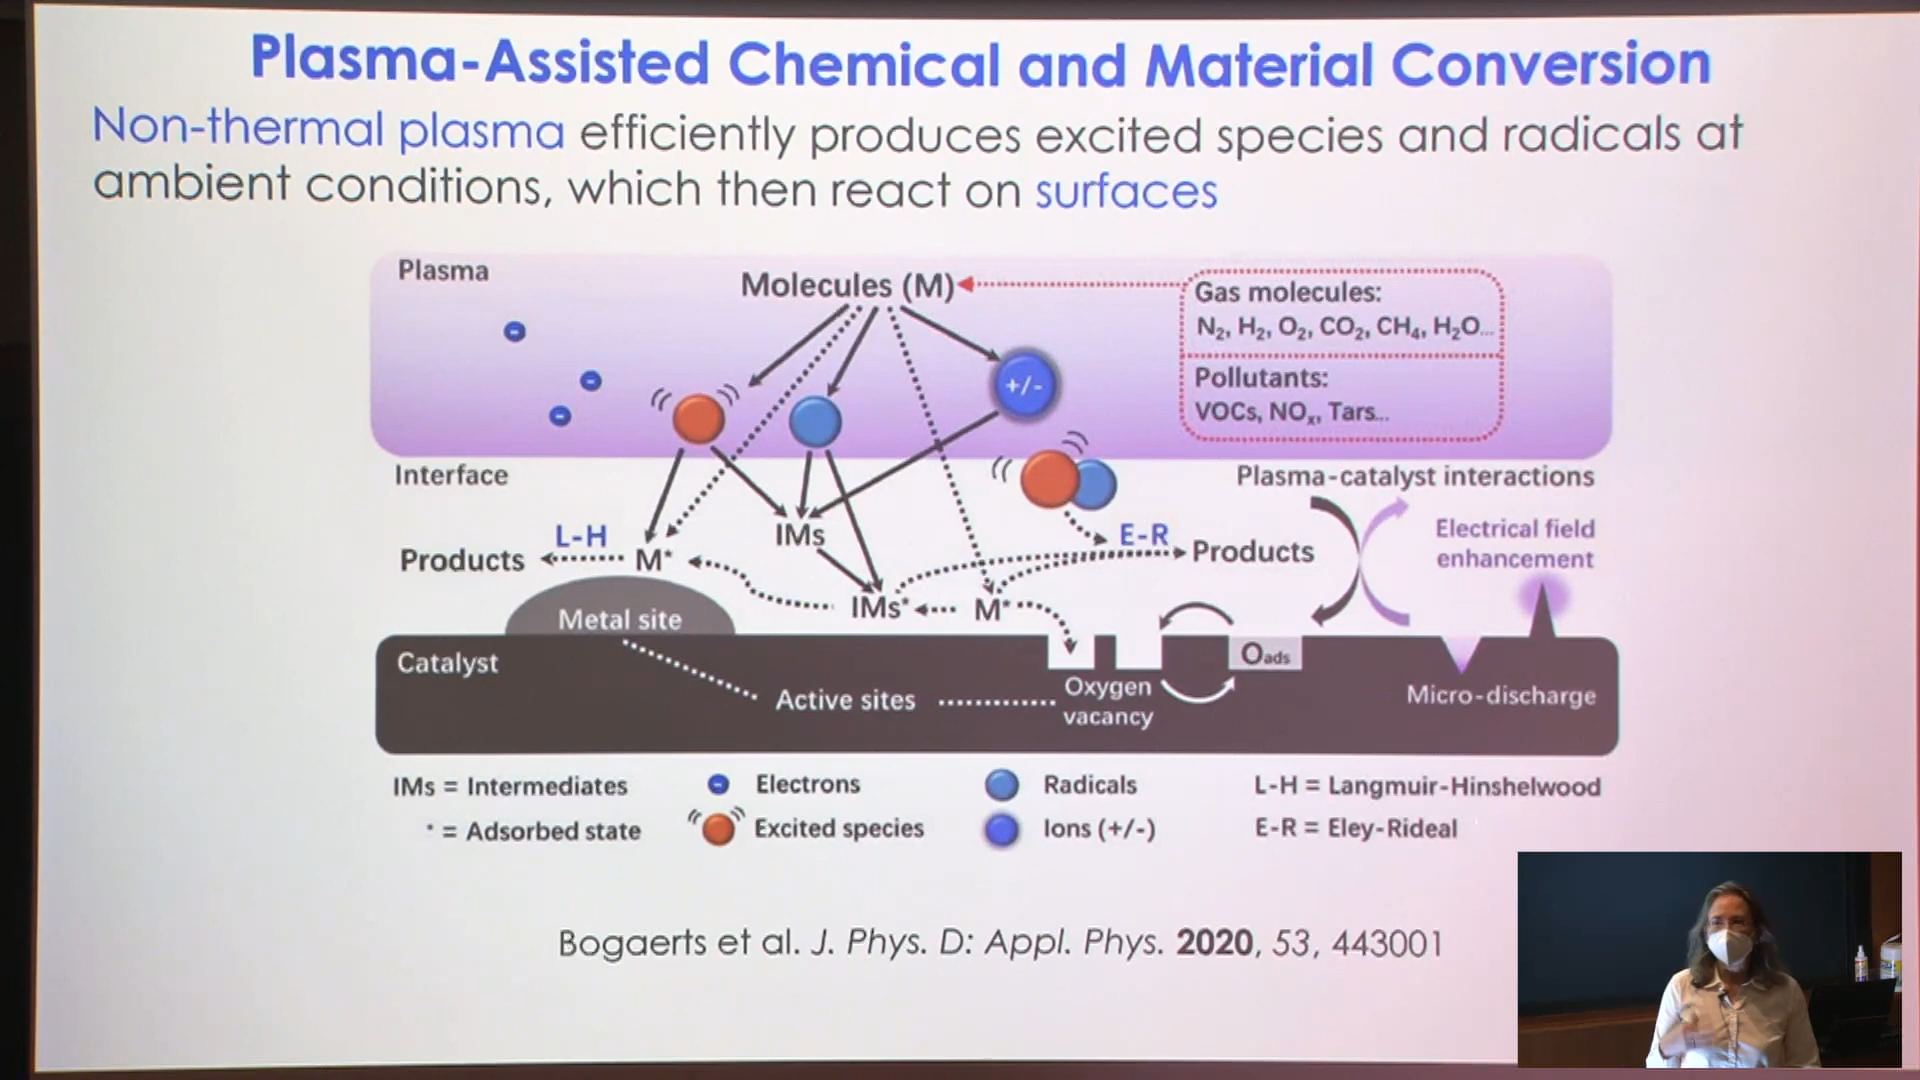 Plasma-Assisted Chemical and Material Conversion
Non-thermal plasma efficiently produces excited species and radicals at
ambient conditions, which then react on surfaces
Plasma
Molecules (M)
Gas molecules:
N₂, H₂, O₂, CO₂, CH₄, H₂O...
Pollutants:
VOCs, NOₓ, Tars...
+/-
Interface
Plasma-catalyst interactions
L-H
Products
M*
IMs
E-R
Products
Electrical field
enhancement
IMs*
M*
Metal site
Catalyst
Active sites
Oxygen
vacancy
Oads
Micro-discharge
IMs = Intermediates
Electrons
Radicals
L-H = Langmuir-Hinshelwood
* = Adsorbed state
Excited species
Ions (+/-)
E-R = Eley-Rideal
Bogaerts et al. J. Phys. D: Appl. Phys. 2020, 53, 443001